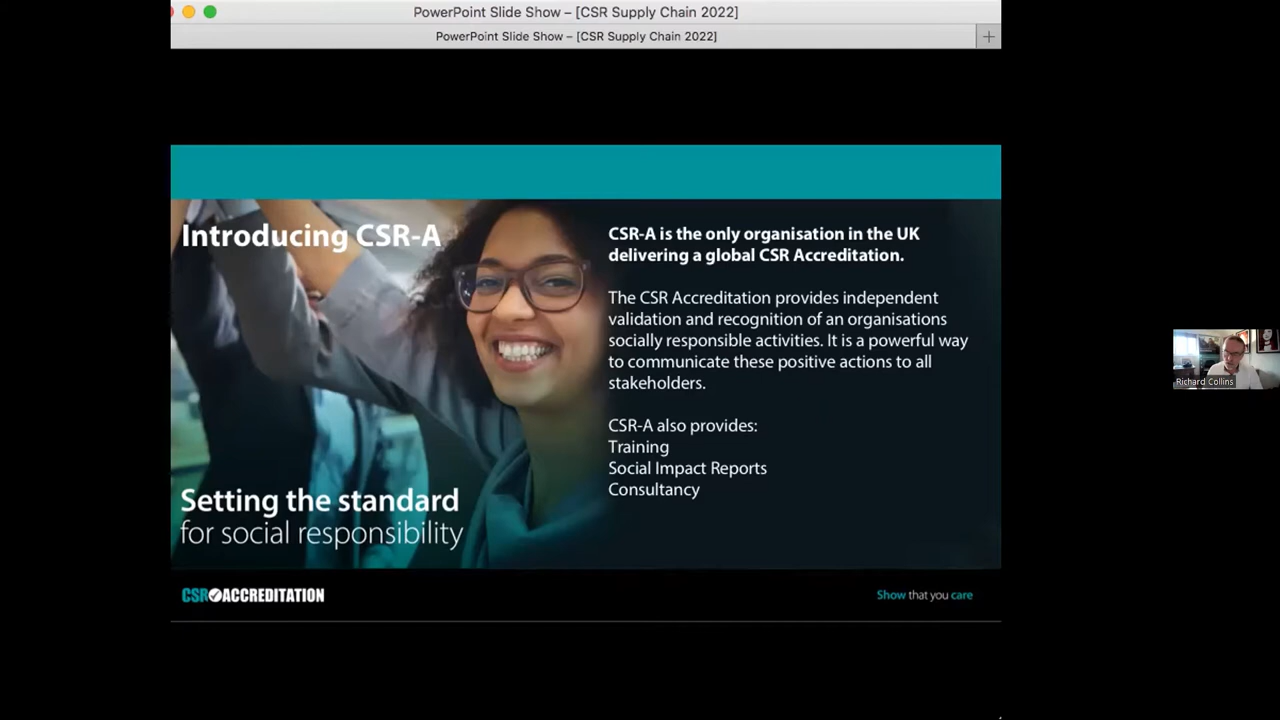 PowerPoint Slide Show – [CSR Supply Chain 2022]
PowerPoint Slide Show – [CSR Supply Chain 2022]
Introducing CSR-A
Setting the standard
for social responsibility
CSR-A is the only organisation in the UK
delivering a global CSR Accreditation.
The CSR Accreditation provides independent
validation and recognition of an organisations
socially responsible activities. It is a powerful way
to communicate these positive actions to all
stakeholders.
CSR-A also provides:
Training
Social Impact Reports
Consultancy
CSR ACCREDITATION
Show that you care
Richard Collins